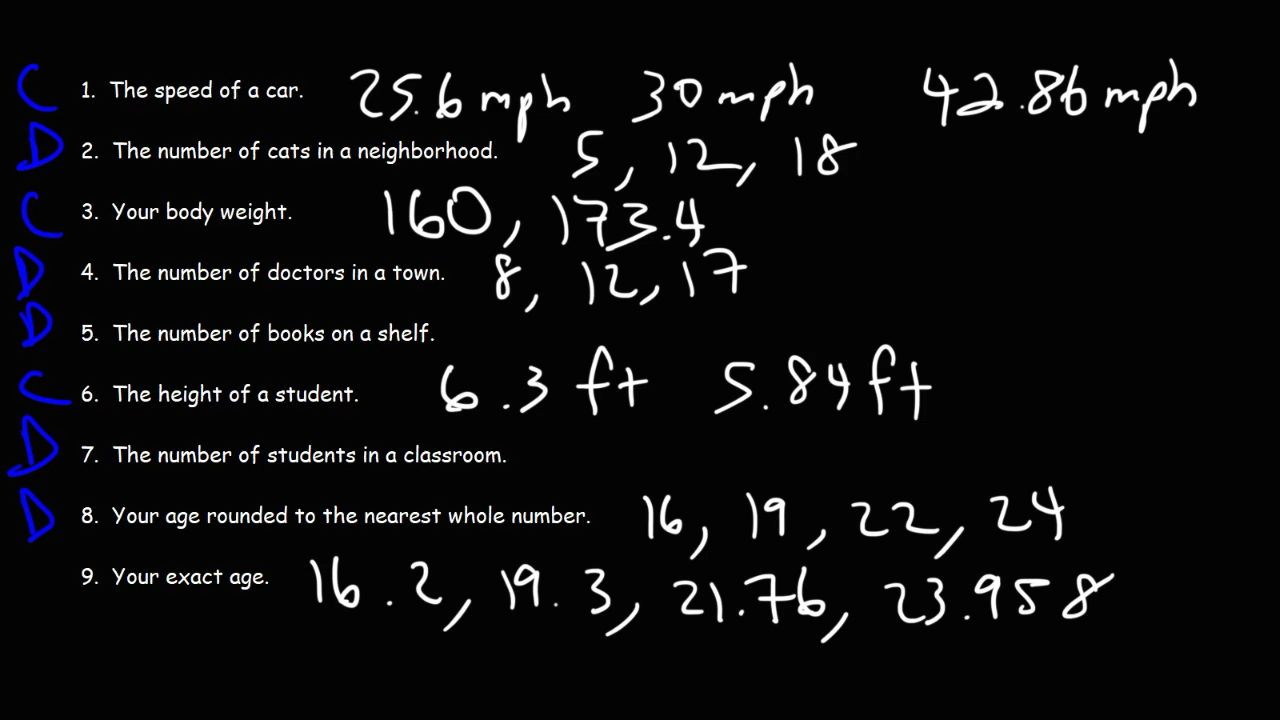 C 1. The speed of a car. 25.6 mph 30 mph 42.86 mph
D 2. The number of cats in a neighborhood. 5, 12, 18
C 3. Your body weight. 160, 173.4
D 4. The number of doctors in a town. 8, 12, 17
D 5. The number of books on a shelf.
C 6. The height of a student. 6.3 ft 5.84 ft
D 7. The number of students in a classroom.
D 8. Your age rounded to the nearest whole number. 16, 19, 22, 24
9. Your exact age. 16.2, 19.3, 21.76, 23.958